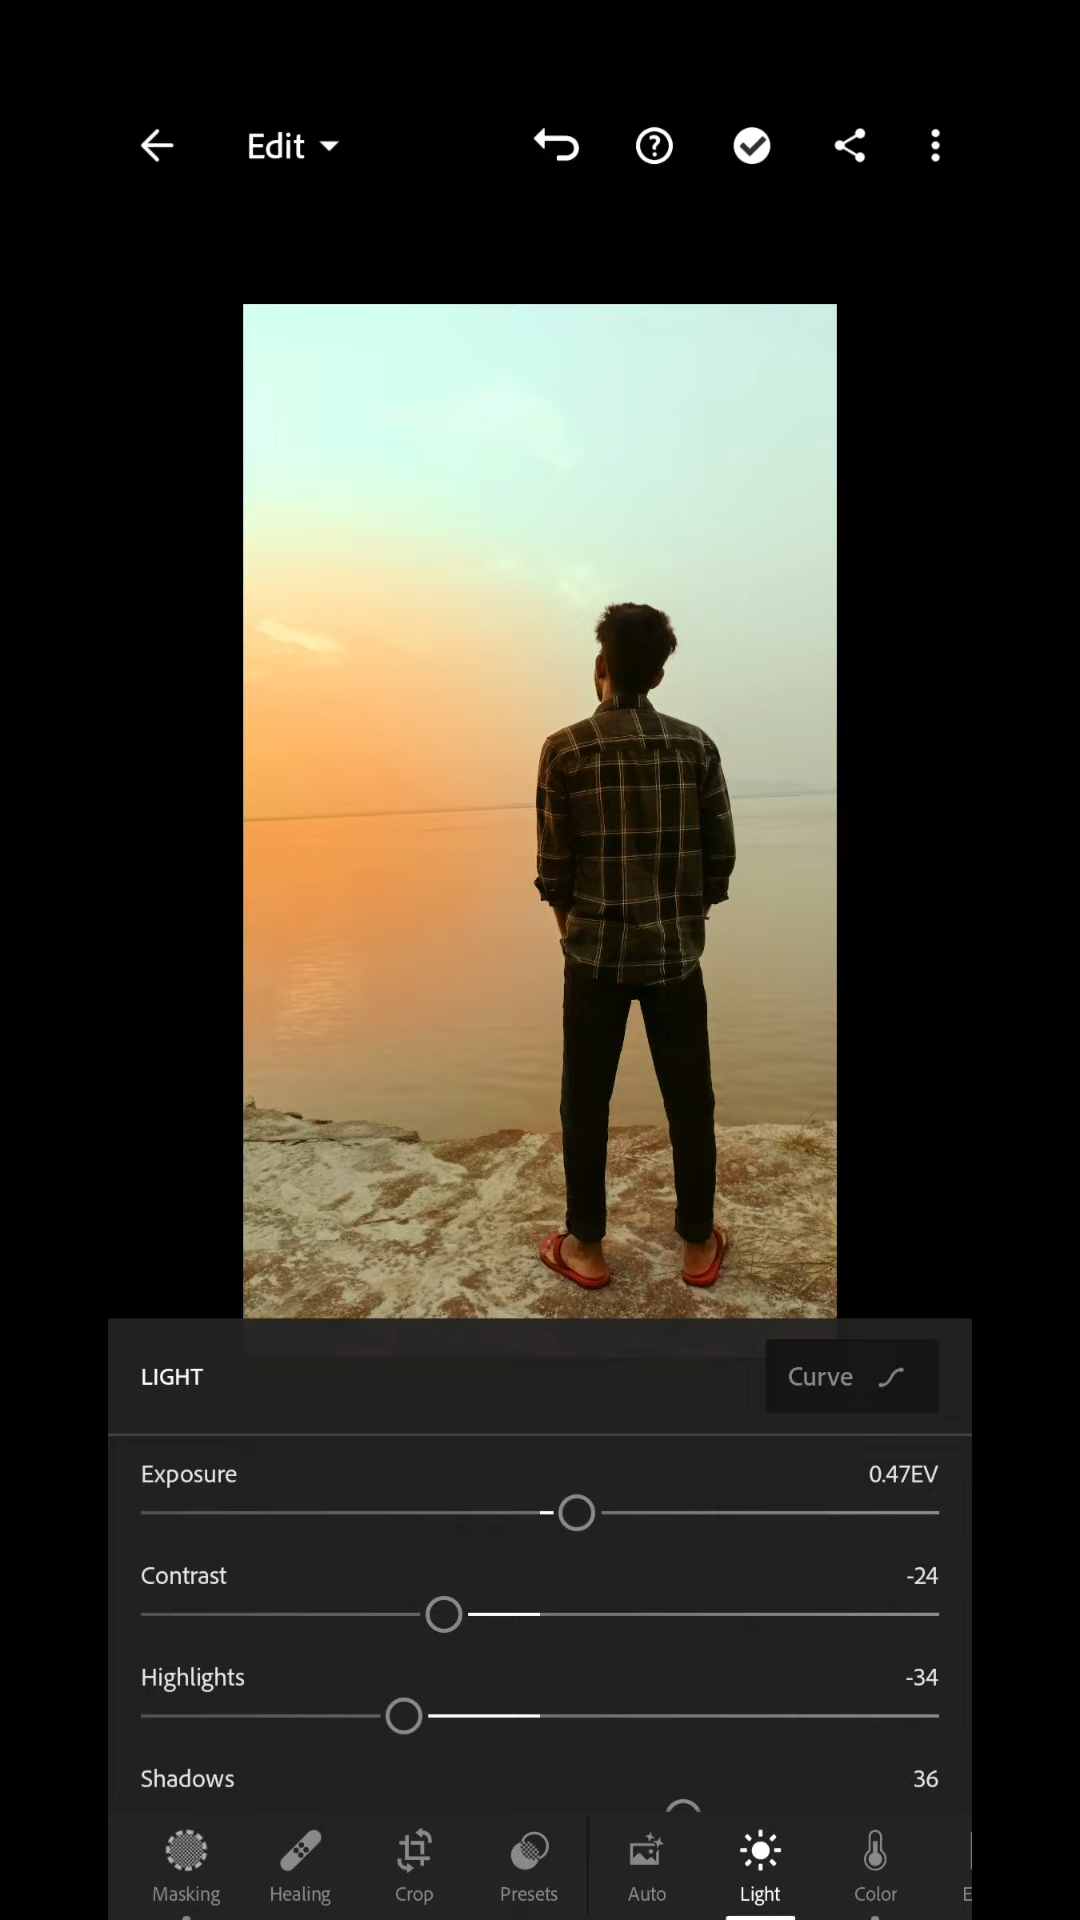 Edit
LIGHT
Curve
Exposure 0.47EV
Contrast -24
Highlights -34
Shadows 36
Masking Healing Crop Presets Auto Light Color E